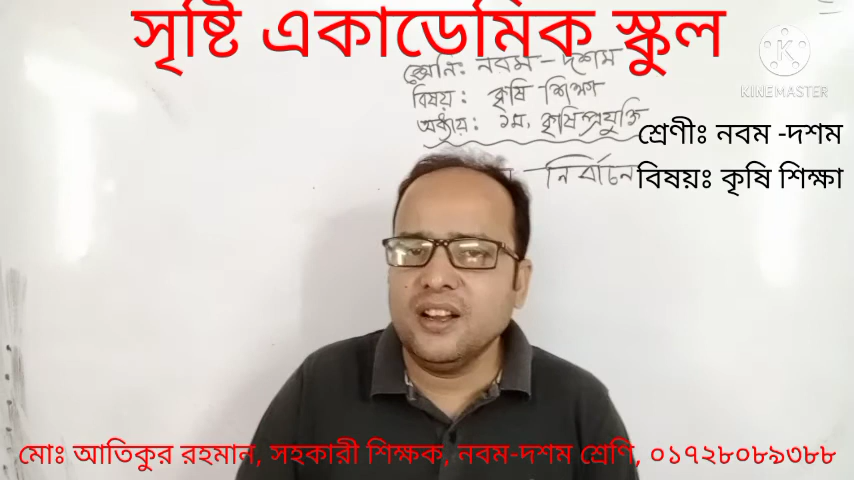 সৃষ্টি একাডেমিক স্কুল
শ্রেনি: নবম - দশম
বিষয়: কৃষি শিক্ষা
অধ্যায়: ১ম, কৃষি প্রযুক্তি
নির্বাচন
KINEMASTER
শ্রেণীঃ নবম -দশম
বিষয়ঃ কৃষি শিক্ষা
মোঃ আতিকুর রহমান, সহকারী শিক্ষক, নবম-দশম শ্রেণি, ০১৭২৮০৮৯৩৮৮